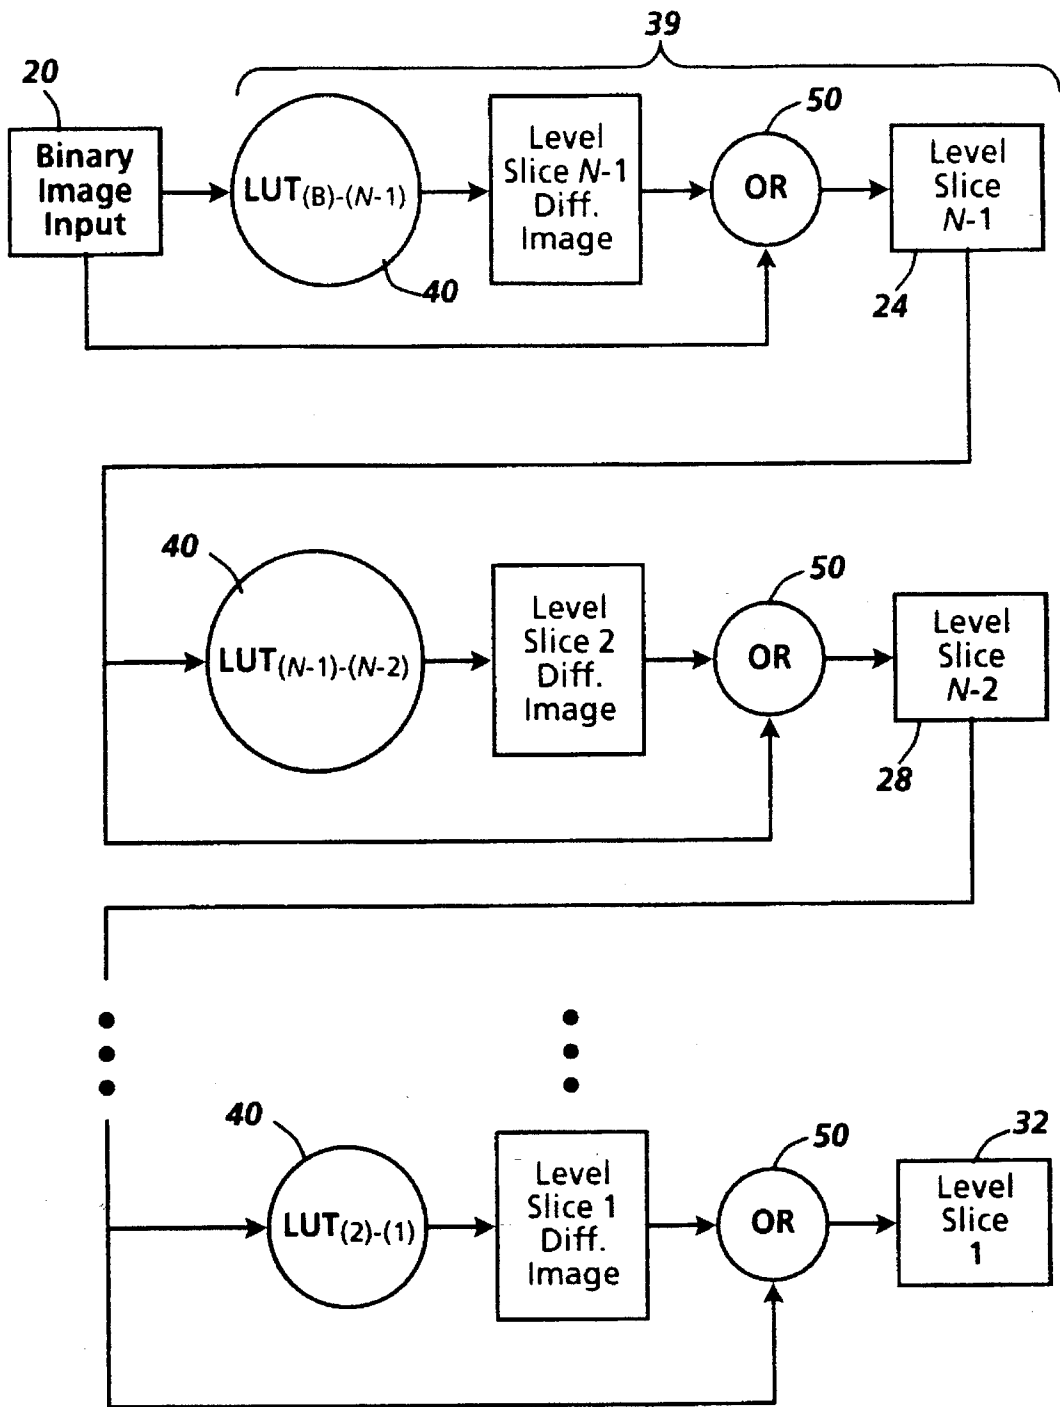 39
20
50
Binary
Image
Input
LUT(B)-(N-1)
Level
Slice N-1
Diff.
Image
OR
Level
Slice
N-1
40
24
40
50
LUT(N-1)-(N-2)
Level
Slice 2
Diff.
Image
OR
Level
Slice
N-2
28
40
50
32
LUT(2)-(1)
Level
Slice 1
Diff.
Image
OR
Level
Slice
1